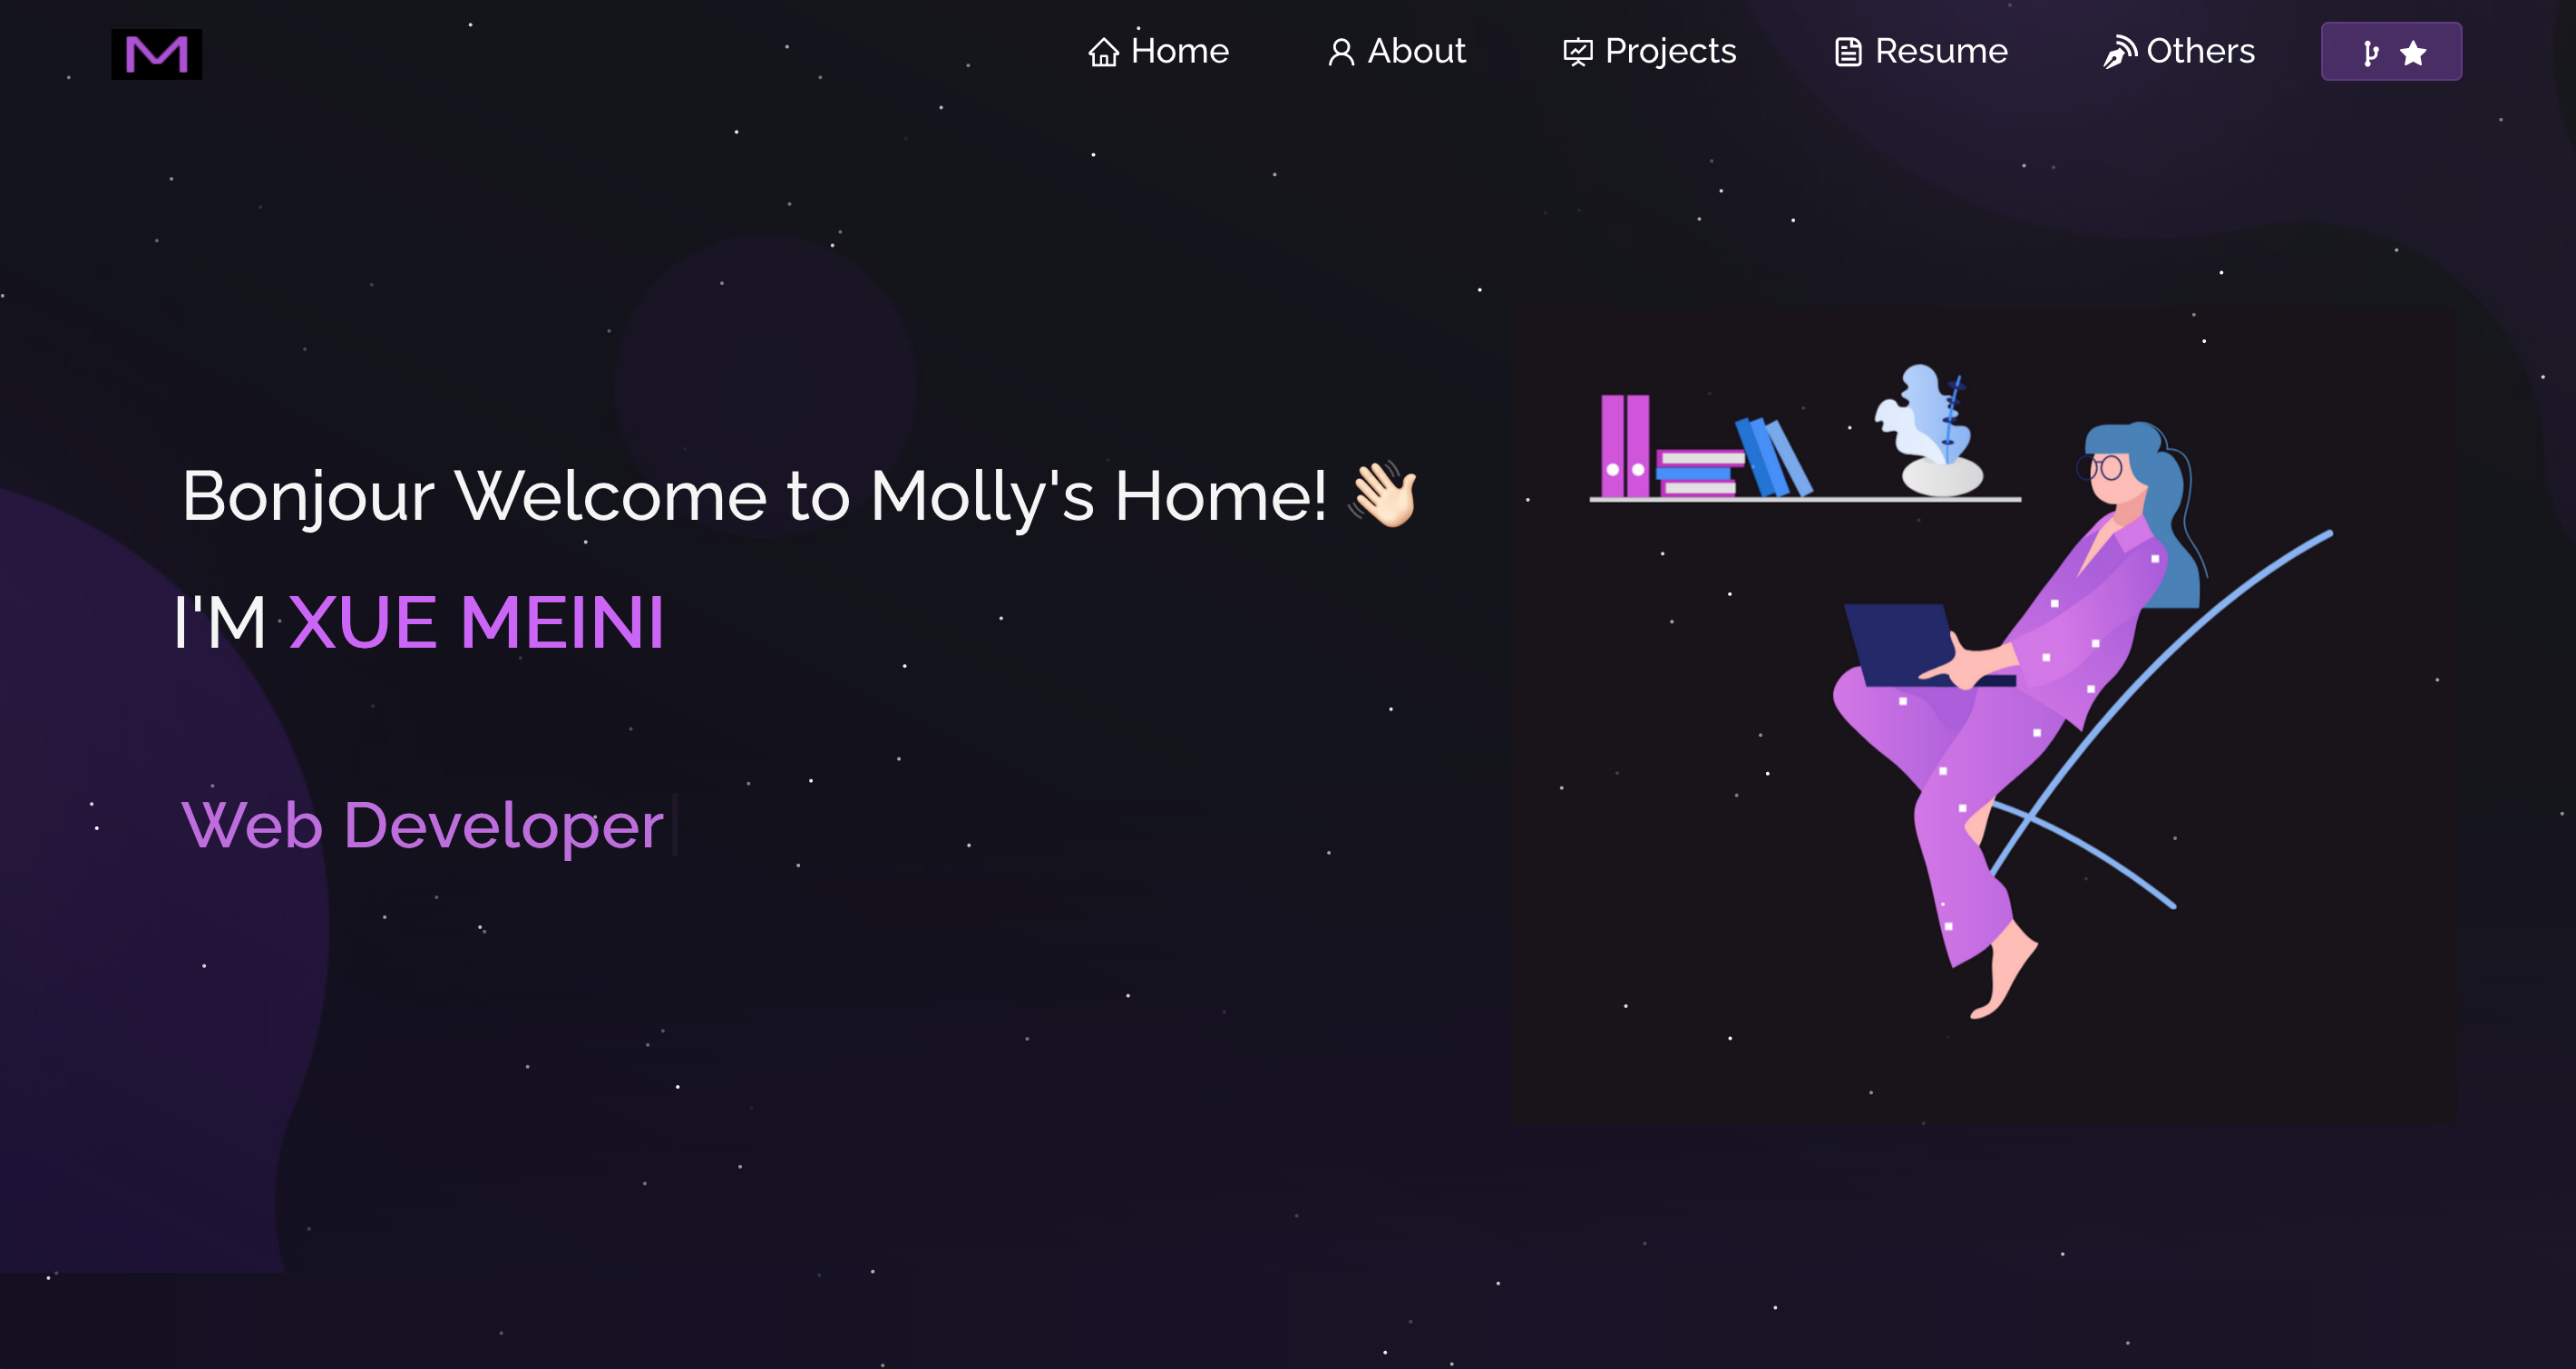 M
Home About Projects Resume Others
Bonjour Welcome to Molly's Home! 👋🏻
I'M XUE MEINI
Web Developer